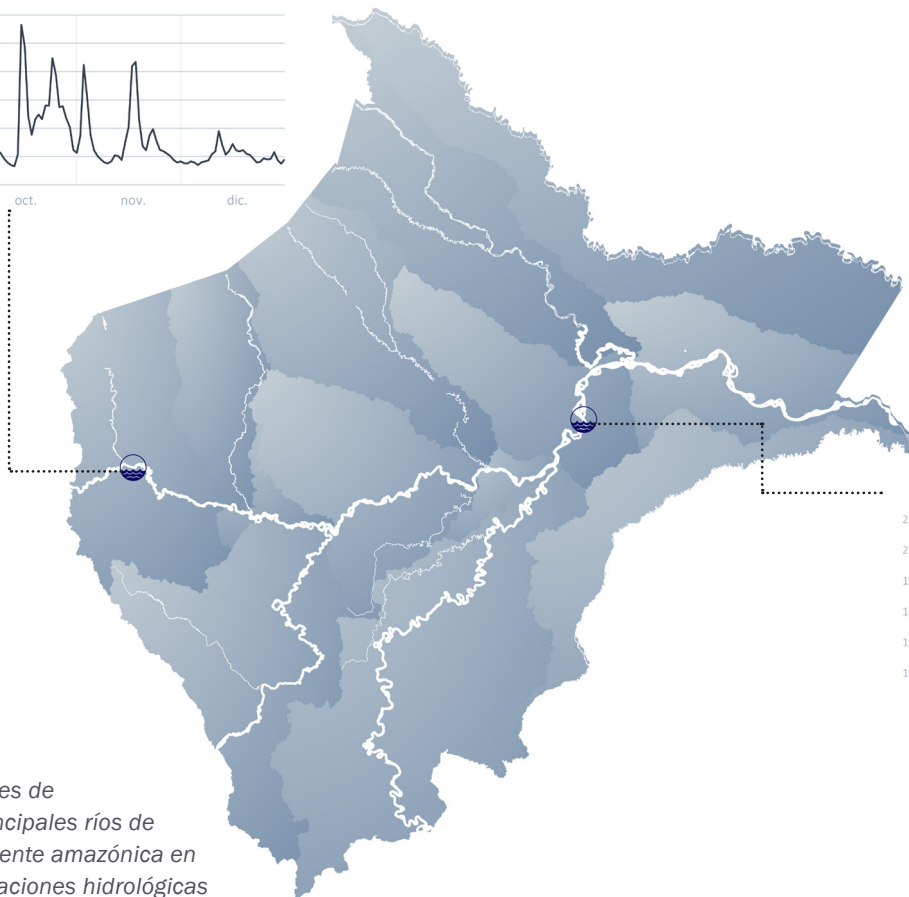 oct. nov. dic.
es de
ncipales ríos de
ente amazónica en
aciones hidrológicas